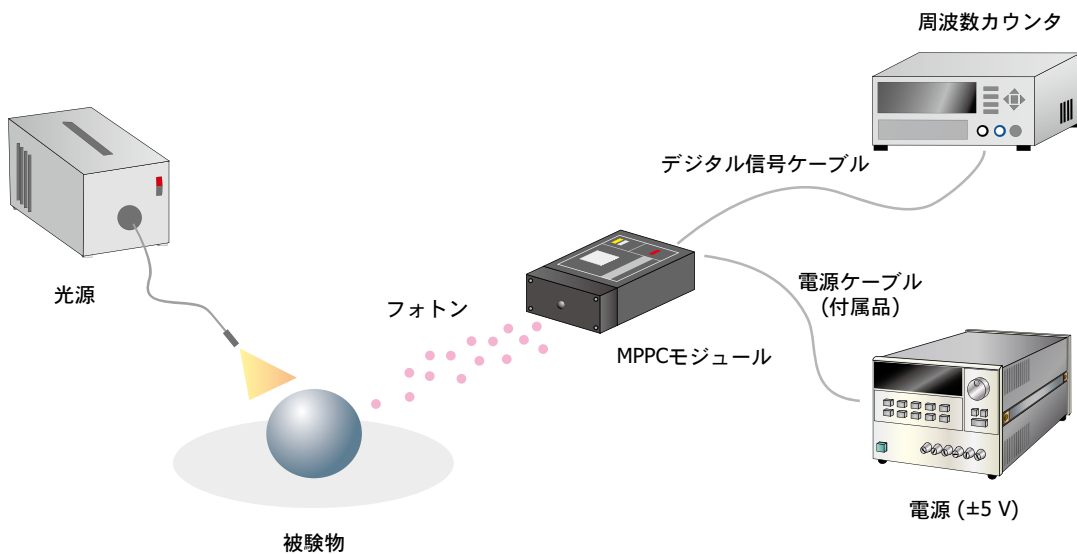 周波数カウンタ
デジタル信号ケーブル
光源
フォトン
電源ケーブル
(付属品)
MPPCモジュール
電源 (±5 V)
被験物